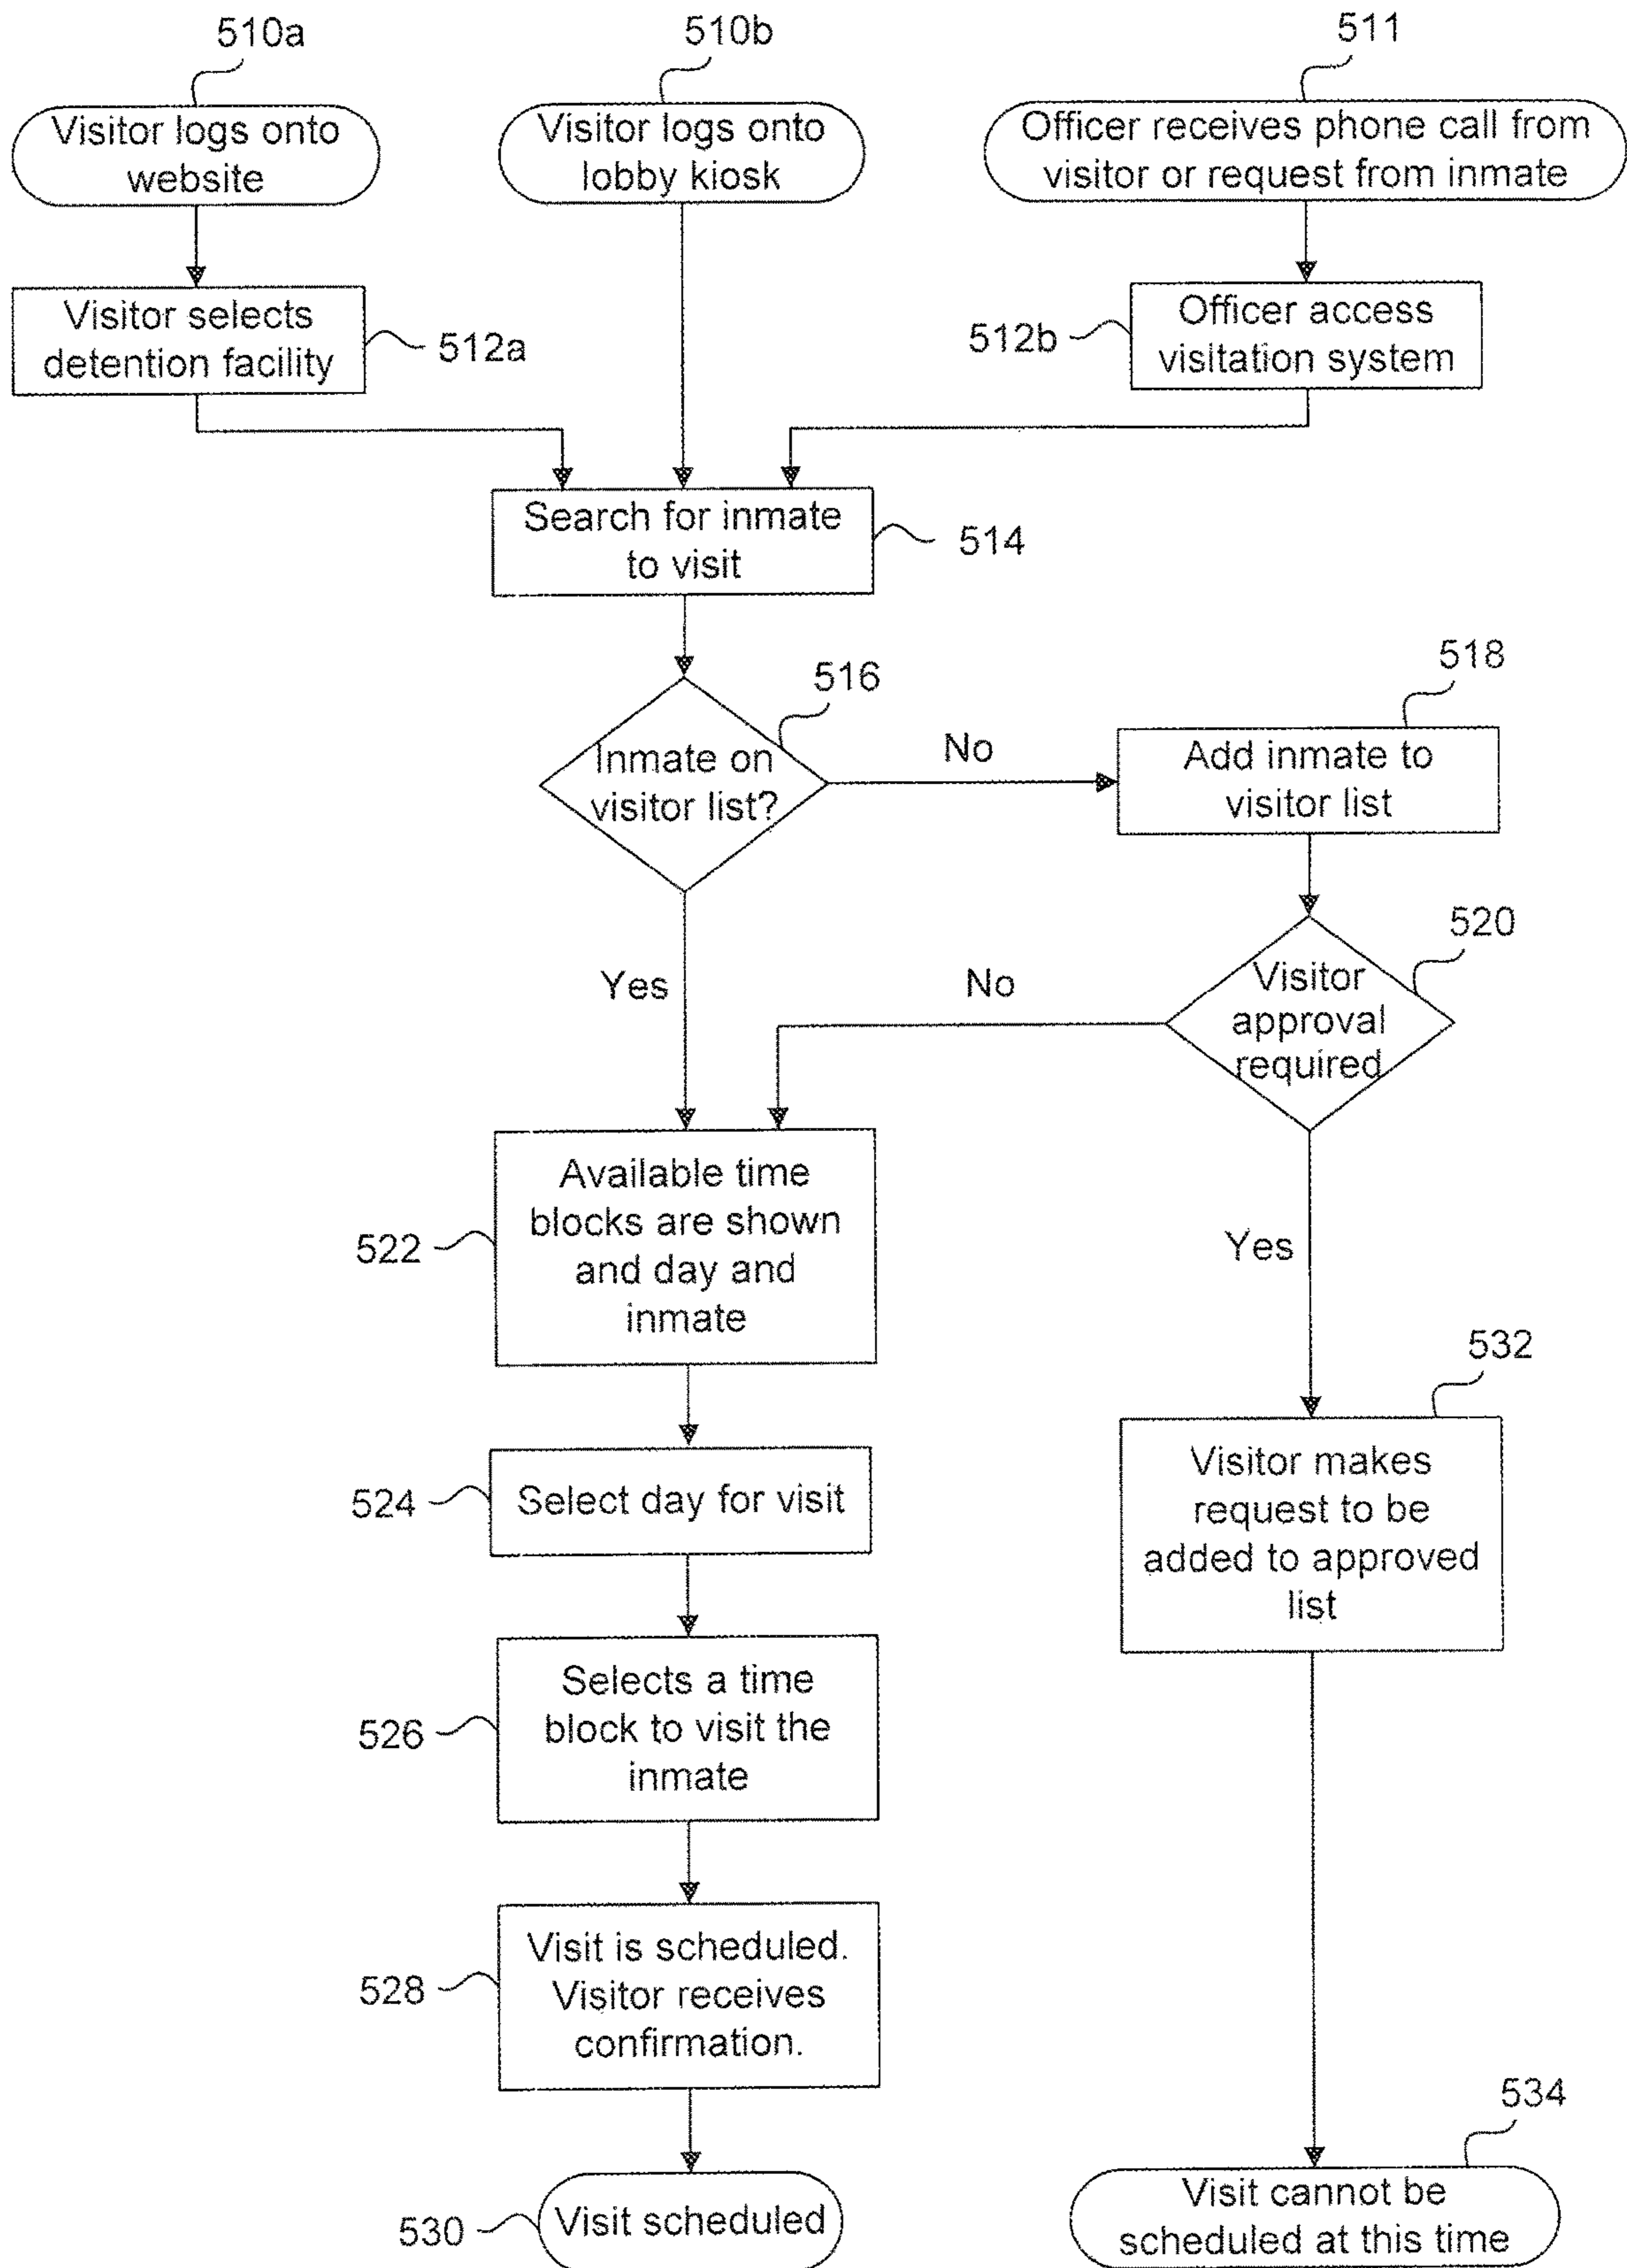 510a
510b
511
Visitor logs onto
website
Visitor logs onto
lobby kiosk
Officer receives phone call from
visitor or request from inmate
Visitor selects
detention facility
512a
512b
Officer access
visitation system
Search for inmate
to visit
514
516
518
Inmate on
visitor list?
No
Add inmate to
visitor list
520
Yes
No
Visitor
approval
required
522
Available time
blocks are shown
and day and
inmate
Yes
532
524
Select day for visit
Visitor makes
request to be
added to approved
list
526
Selects a time
block to visit the
inmate
528
Visit is scheduled.
Visitor receives
confirmation.
534
530
Visit scheduled
Visit cannot be
scheduled at this time